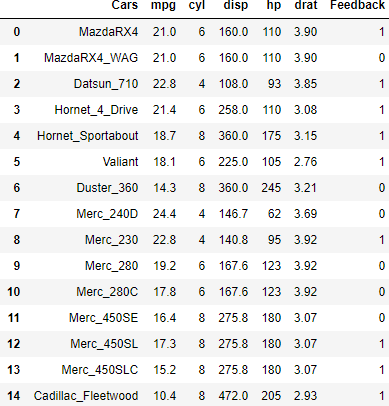 Cars mpg cyl disp hp drat Feedback
0 MazdaRX4 21.0 6 160.0 110 3.90 1
1 MazdaRX4_WAG 21.0 6 160.0 110 3.90 0
2 Datsun_710 22.8 4 108.0 93 3.85 1
3 Hornet_4_Drive 21.4 6 258.0 110 3.08 1
4 Hornet_Sportabout 18.7 8 360.0 175 3.15 1
5 Valiant 18.1 6 225.0 105 2.76 1
6 Duster_360 14.3 8 360.0 245 3.21 0
7 Merc_240D 24.4 4 146.7 62 3.69 0
8 Merc_230 22.8 4 140.8 95 3.92 1
9 Merc_280 19.2 6 167.6 123 3.92 0
10 Merc_280C 17.8 6 167.6 123 3.92 0
11 Merc_450SE 16.4 8 275.8 180 3.07 0
12 Merc_450SL 17.3 8 275.8 180 3.07 1
13 Merc_450SLC 15.2 8 275.8 180 3.07 1
14 Cadillac_Fleetwood 10.4 8 472.0 205 2.93 1